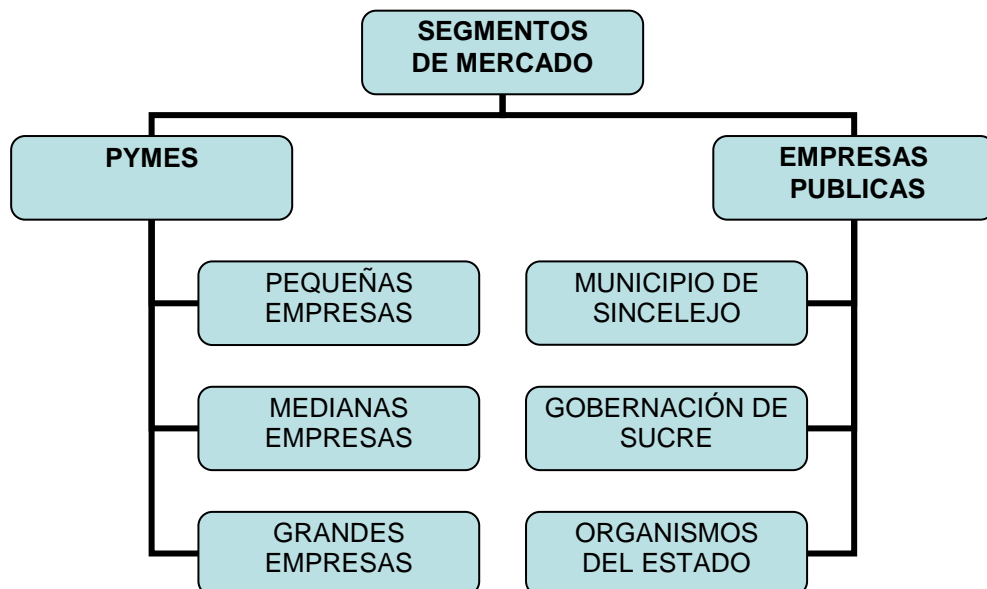 SEGMENTOS
DE MERCADO
PYMES
EMPRESAS
PUBLICAS
PEQUEÑAS
EMPRESAS
MUNICIPIO DE
SINCELEJO
MEDIANAS
EMPRESAS
GOBERNACIÓN DE
SUCRE
GRANDES
EMPRESAS
ORGANISMOS
DEL ESTADO